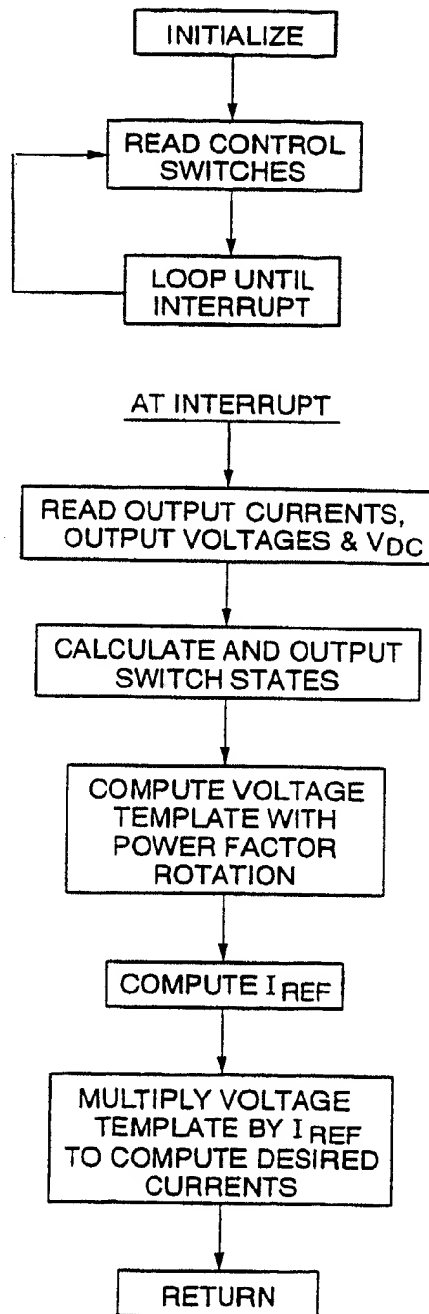 INITIALIZE
READ CONTROL
SWITCHES
LOOP UNTIL
INTERRUPT
AT INTERRUPT
READ OUTPUT CURRENTS,
OUTPUT VOLTAGES & VDC
CALCULATE AND OUTPUT
SWITCH STATES
COMPUTE VOLTAGE
TEMPLATE WITH
POWER FACTOR
ROTATION
COMPUTE IREF
MULTIPLY VOLTAGE
TEMPLATE BY IREF
TO COMPUTE DESIRED
CURRENTS
RETURN